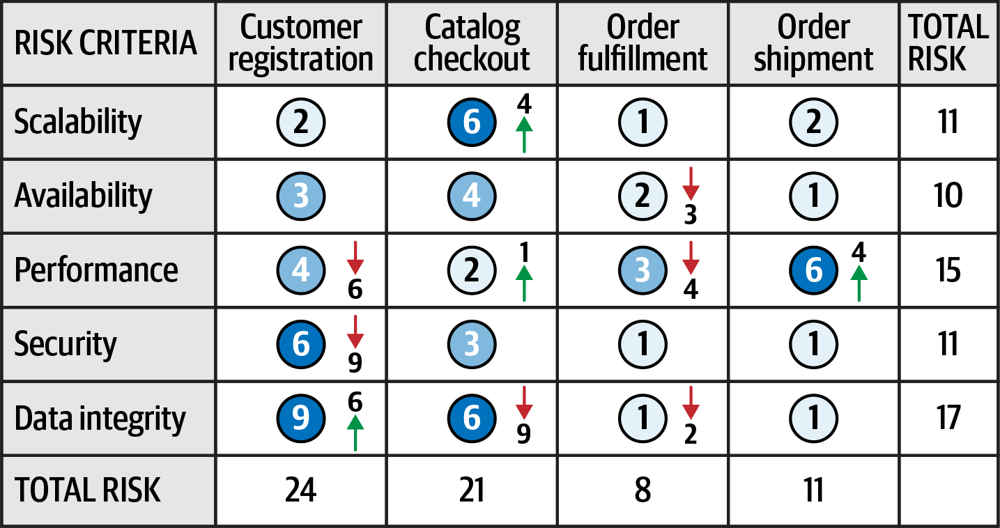 RISK CRITERIA Customer registration Catalog checkout Order fulfillment Order shipment TOTAL RISK
Scalability 2 6 4 1 2 11
Availability 3 4 2 3 1 10
Performance 4 6 2 1 3 4 6 4 15
Security 6 9 3 1 1 11
Data integrity 9 6 6 9 1 2 1 17
TOTAL RISK 24 21 8 11